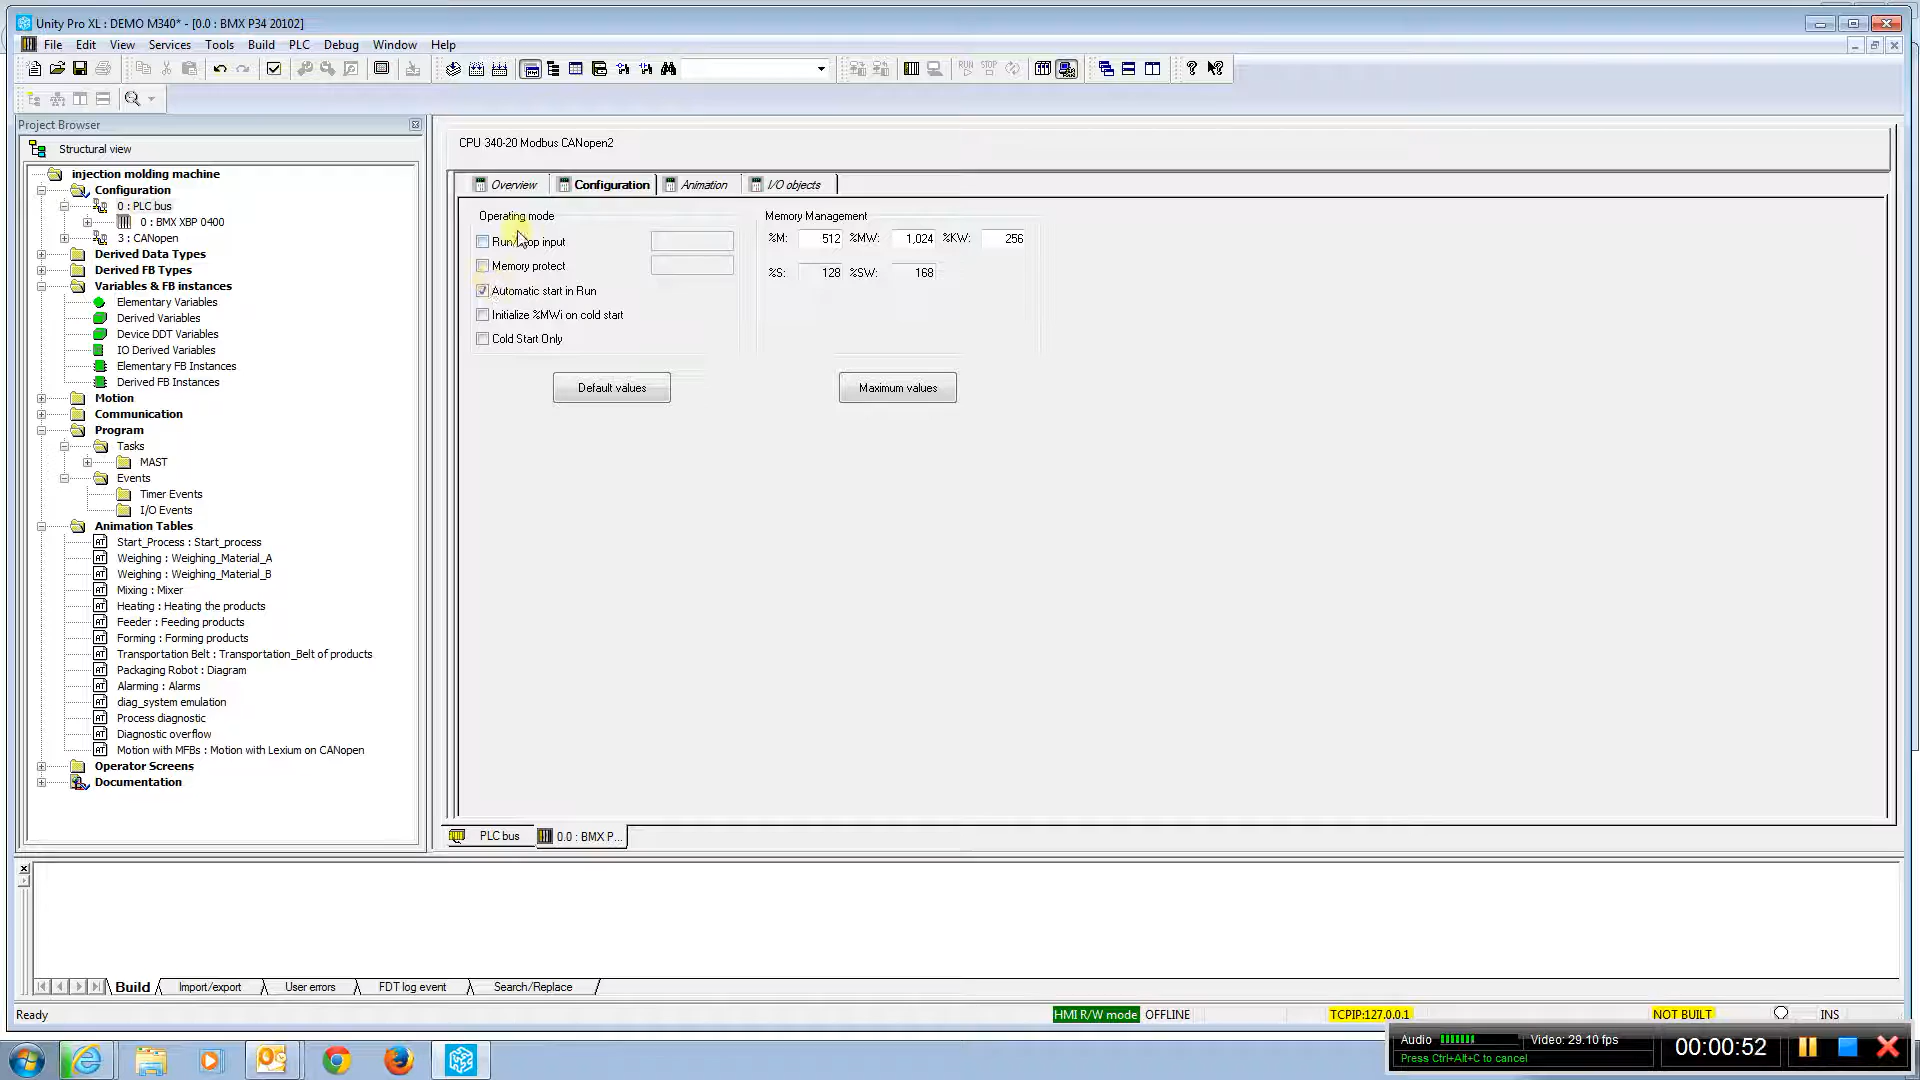 Unity Pro XL : DEMO M340* - [0.0 : BMX P34 20102]
File Edit View Services Tools Build PLC Debug Window Help
RUN STOP
Project Browser
Structural view
injection molding machine
Configuration
0 : PLC bus
0 : BMX XBP 0400
3 : CANopen
Derived Data Types
Derived FB Types
Variables & FB instances
Elementary Variables
Derived Variables
Device DDT Variables
IO Derived Variables
Elementary FB Instances
Derived FB Instances
Motion
Communication
Program
Tasks
MAST
Events
Timer Events
I/O Events
Animation Tables
Start_Process : Start_process
Weighing : Weighing_Material_A
Weighing : Weighing_Material_B
Mixing : Mixer
Heating : Heating the products
Feeder : Feeding products
Forming : Forming products
Transportation Belt : Transportation_Belt of products
Packaging Robot : Diagram
Alarming : Alarms
diag_system emulation
Process diagnostic
Diagnostic overflow
Motion with MFBs : Motion with Lexium on CANopen
Operator Screens
Documentation
CPU 340-20 Modbus CANopen2
Overview Configuration Animation I/O objects
Operating mode
Run/Stop input
Memory protect
Automatic start in Run
Initialize %MWi on cold start
Cold Start Only
Default values
Memory Management
%M: 512 %MW: 1,024 %KW: 256
%S: 128 %SW: 168
Maximum values
PLC bus 0.0 : BMX P...
Build Import/export User errors FDT log event Search/Replace
Ready HMI R/W mode OFFLINE TCPIP:127.0.0.1 NOT BUILT INS
Audio Video: 29.10 fps 00:00:52
Press Ctrl+Alt+C to cancel